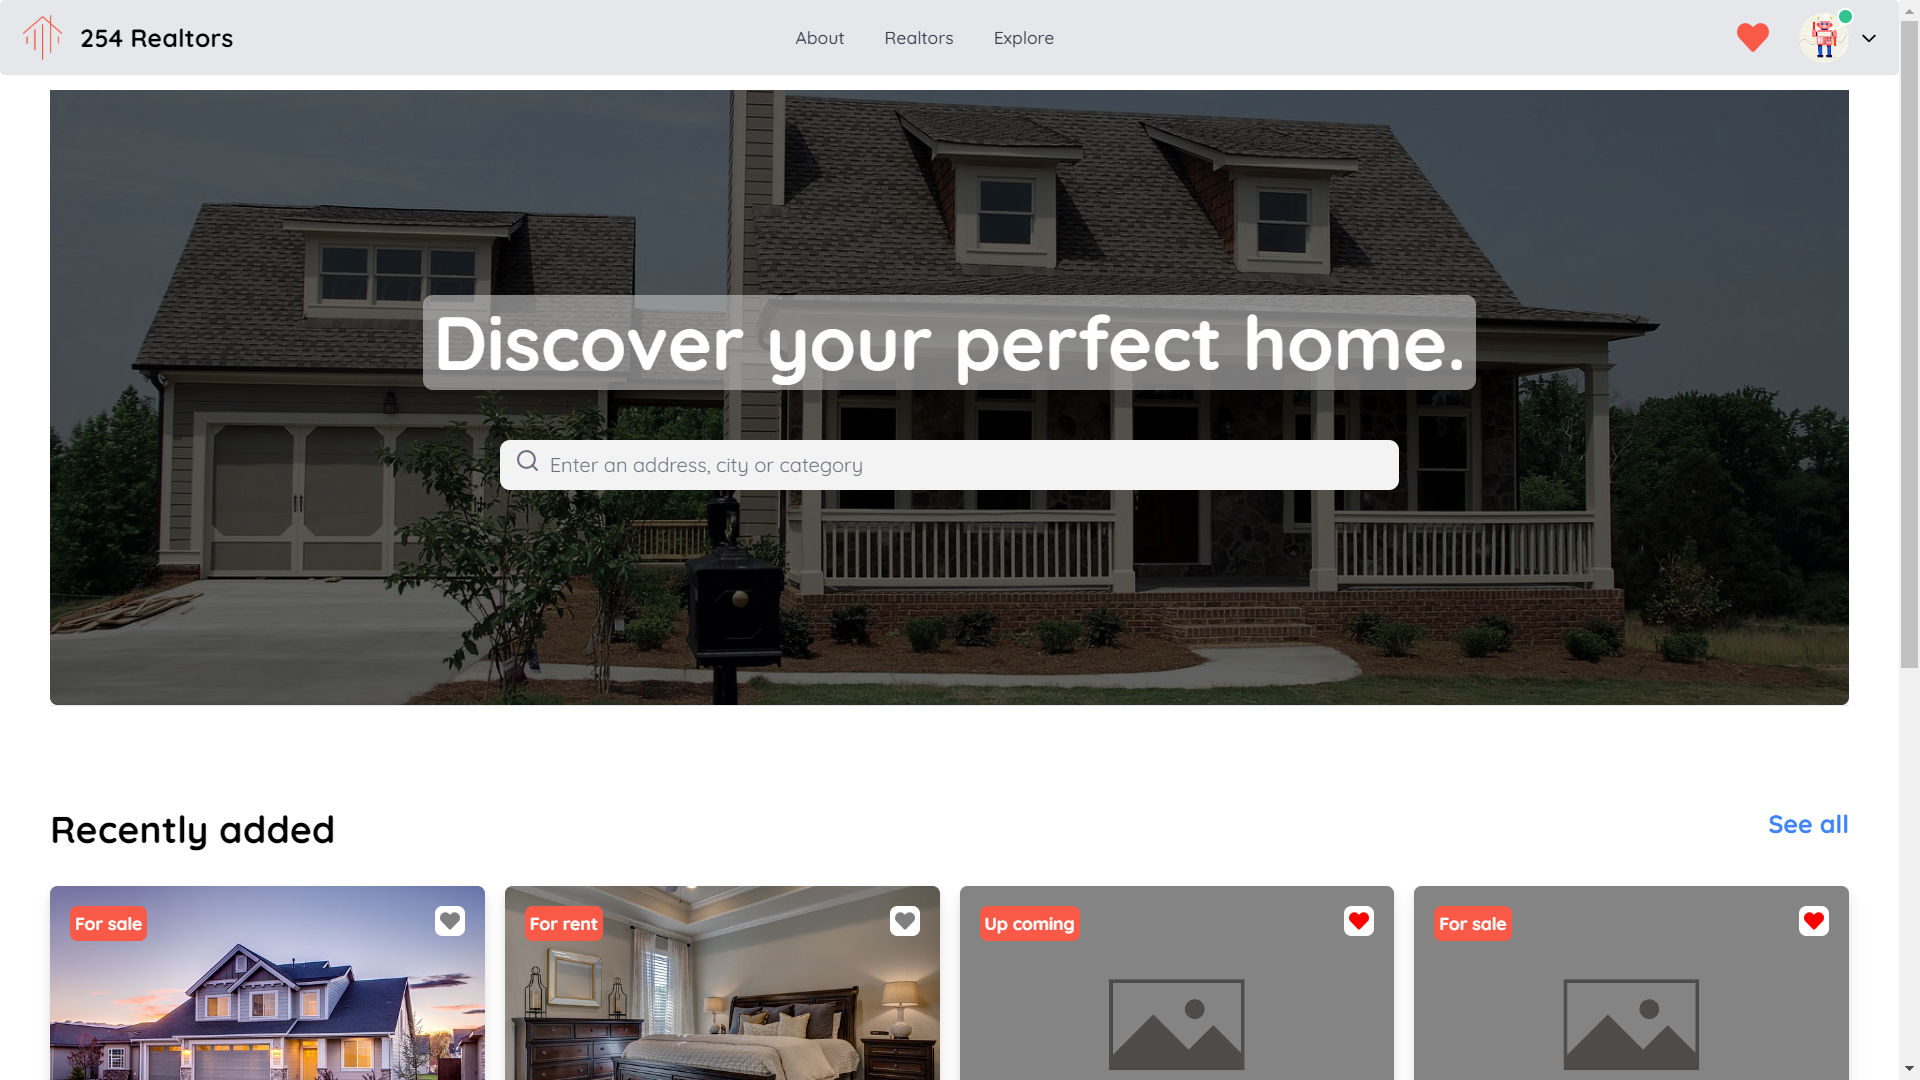 254 Realtors
About
Realtors
Explore
Discover your perfect home.
Enter an address, city or category
Recently added
See all
For sale
For rent
Up coming
For sale